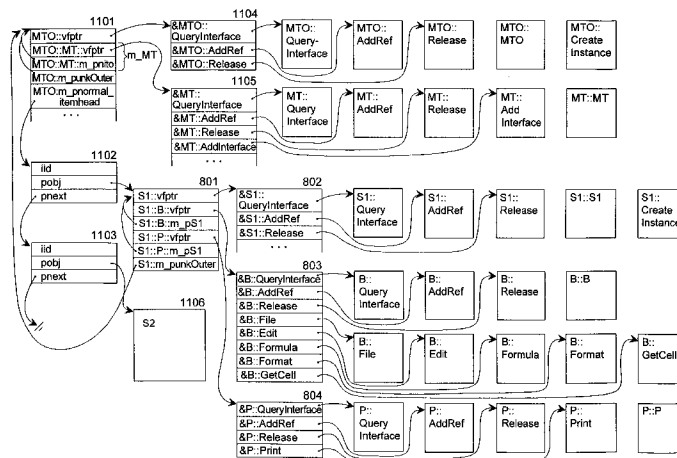 1101
MTO::vfptr
MTO::MT::vfptr
MTO::MT::m_pnito
MTO:m_punkOuter
MTO:m_pnormal_
itemhead
. . .
m_MT
1104
&MTO::
QueryInterface
&MTO::AddRef
&MTO::Release
MTO::
Query-
Interface
MTO::
AddRef
MTO::
Release
MTO::
MTO
MTO::
Create
Instance
1105
&MT::
QueryInterface
&MT::AddRef
&MT::Release
&MT::AddInterface
MT::
Query
Interface
MT::
AddRef
MT::
Release
MT::
Add
Interface
MT::MT
1102
iid
pobj
pnext
801
S1::vfptr
S1::B::vfptr
S1::B::m_pS1
S1::P::vfptr
S1::P::m_pS1
S1::m_punkOuter
802
&S1::
QueryInterface
&S1::AddRef
&S1::Release
. . .
S1::
Query
Interface
S1::
AddRef
S1::
Release
S1::S1
S1::
Create
Instance
1103
iid
pobj
pnext
1106
S2
803
&B::QueryInterface
&B::AddRef
&B::Release
&B::File
&B::Edit
&B::Formula
&B::Format
&B::GetCell
B::
Query
Interface
B::
AddRef
B::
Release
B::B
B::
File
B::
Edit
B::
Formula
B::
Format
B::
GetCell
804
&P::QueryInterface
&P::AddRef
&P::Release
&P::Print
P::
Query
Interface
P::
AddRef
P::
Release
P::
Print
P::P